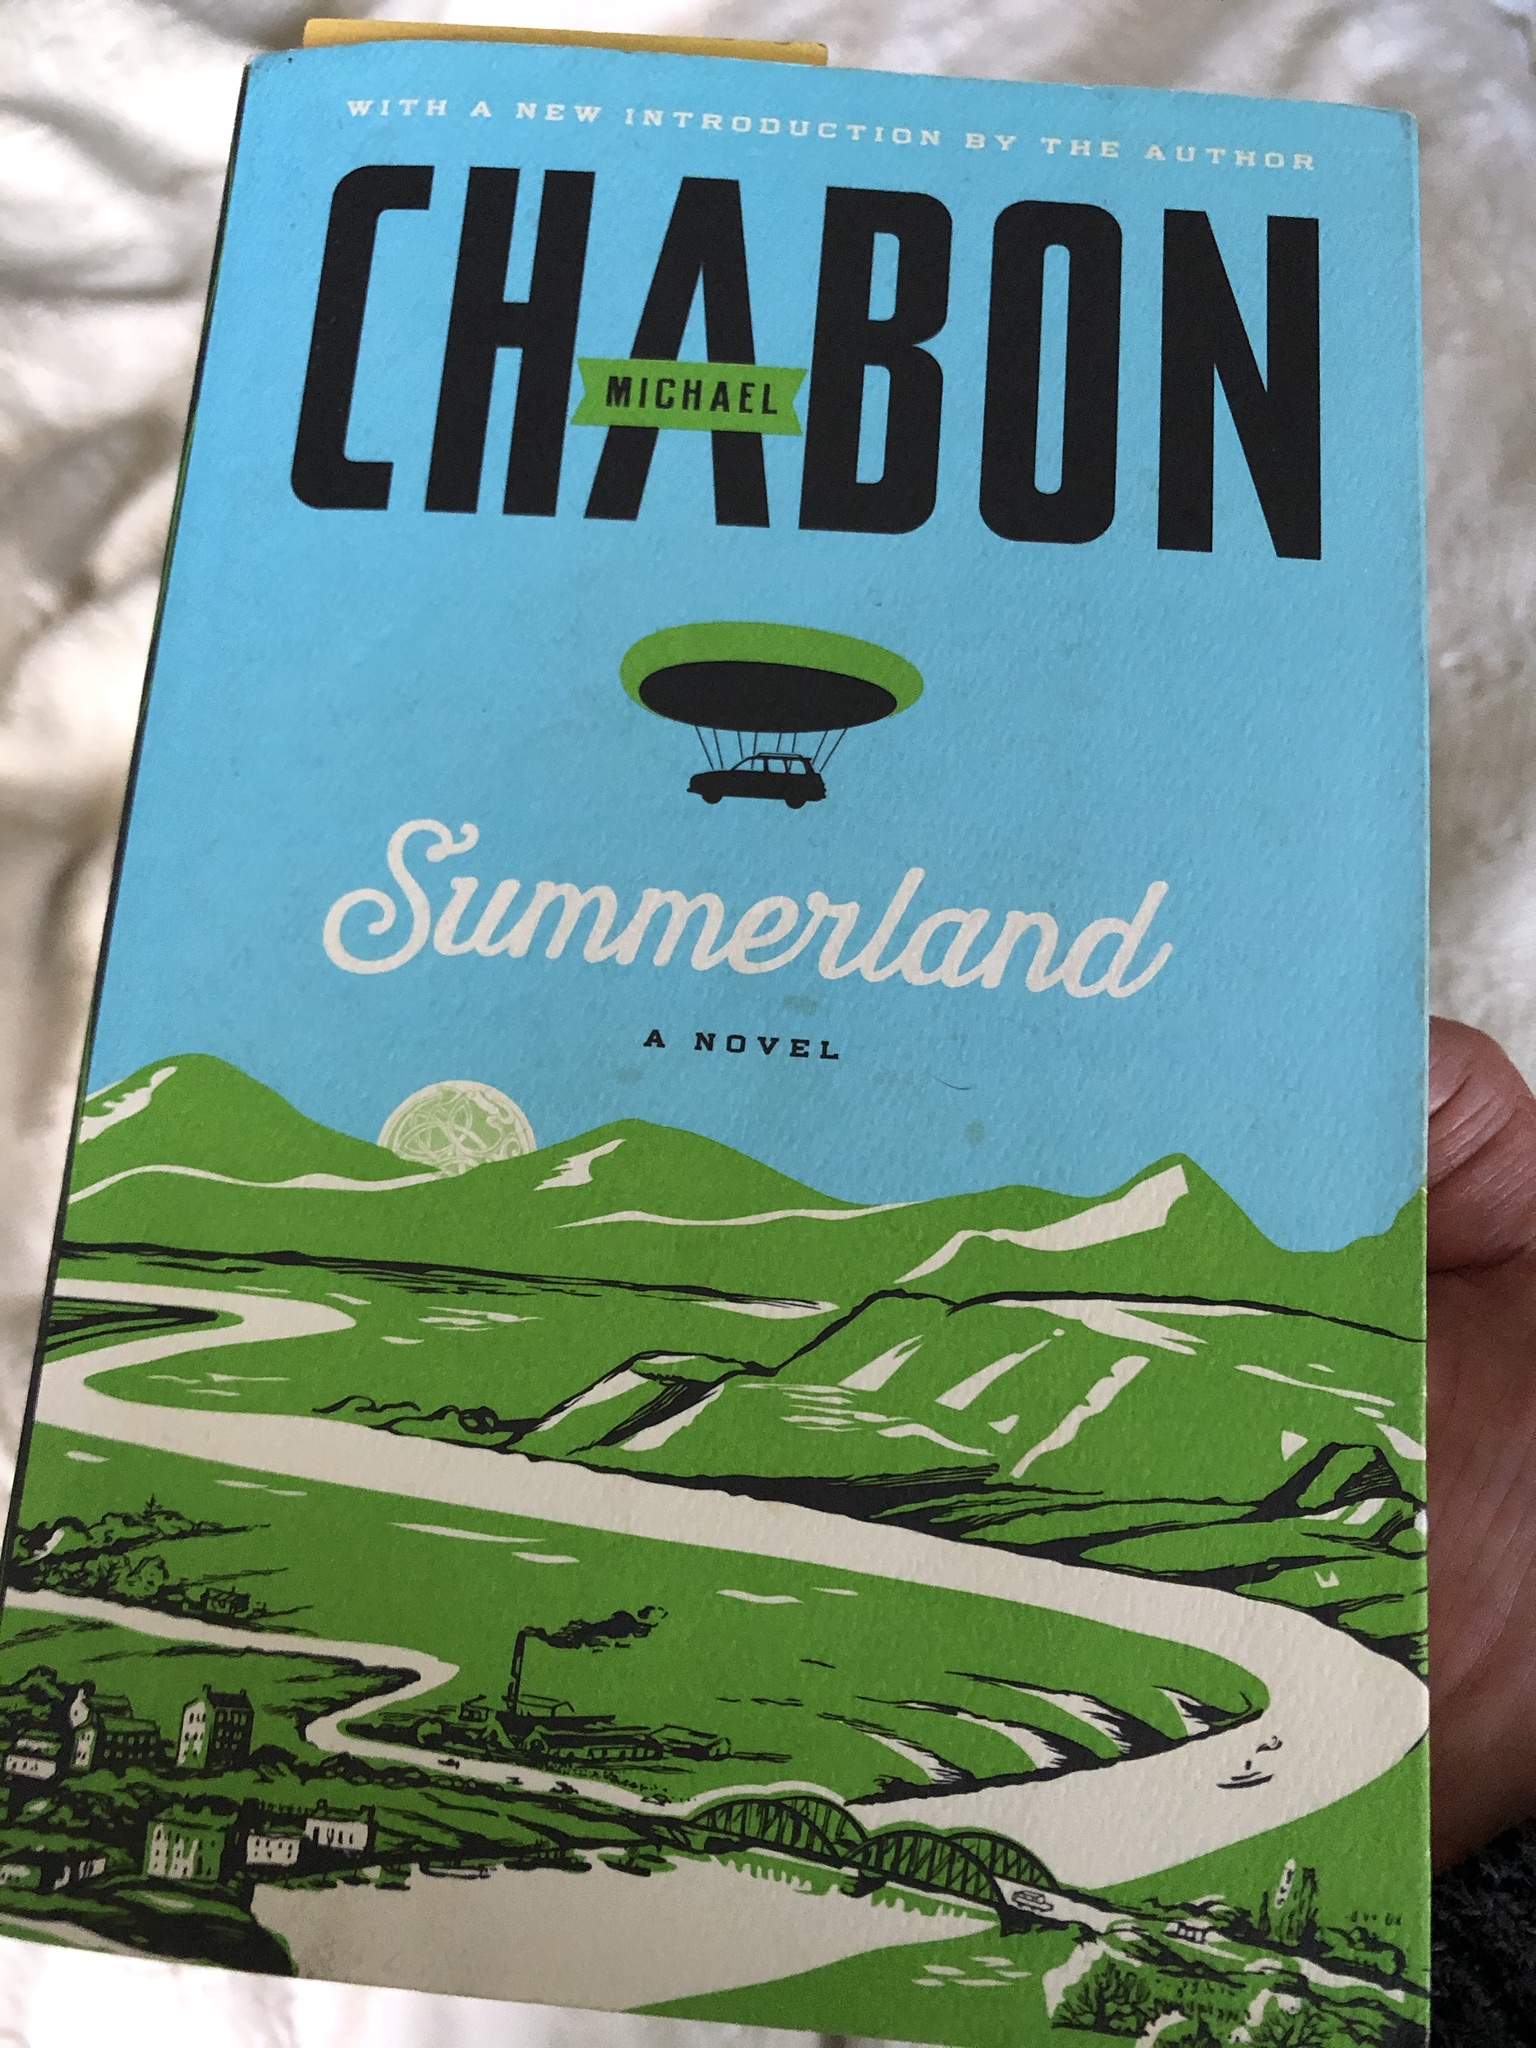 WITH A NEW INTRODUCTION BY THE AUTHOR
CHABON
MICHAEL
Summerland
A NOVEL